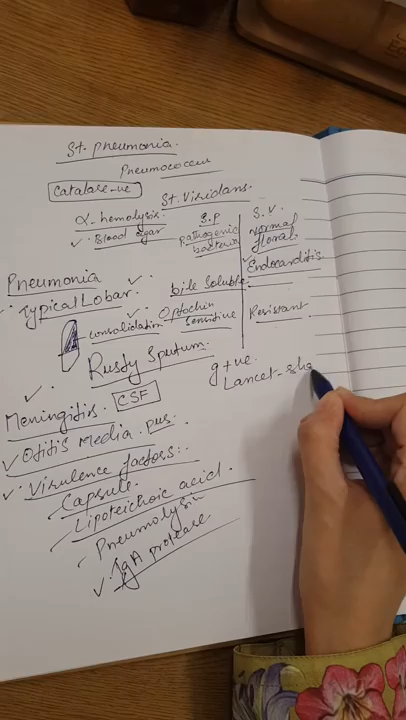 St. pneumonia.
Pneumococcus
Catalase -ve
St. Viridans.
α-hemolysis.
Blood agar
S.P
pathogenic
bacteria
S.V.
normal
floral
Endocarditis
Pneumonia
Typical Lobar.
bile Soluble
consolidation
Optochin
sensitive
Resistant
Rusty Sputum.
g +ve.
Lancet-sha
Meningitis. CSF
Otitis Media. pus.
Virulence factors:-
Capsule.
Lipoteichoic acid.
Pneumolysin
IgA protease